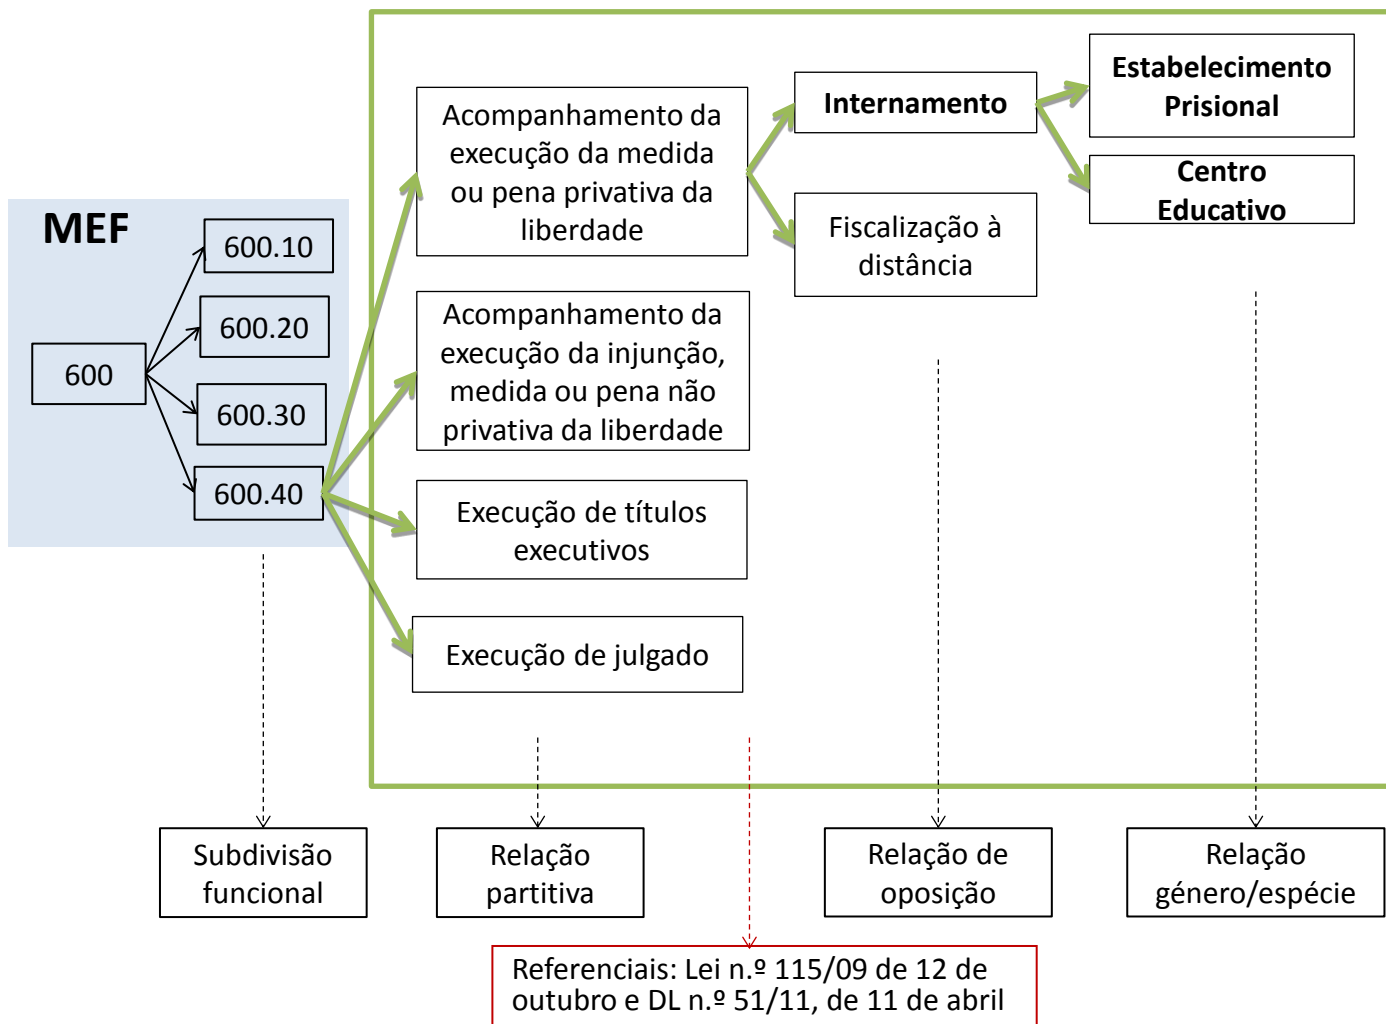 MEF
600
600.10
600.20
600.30
600.40
Acompanhamento da
execução da medida
ou pena privativa da
liberdade
Acompanhamento da
execução da injunção,
medida ou pena não
privativa da liberdade
Execução de títulos
executivos
Execução de julgado
Internamento
Fiscalização à
distância
Estabelecimento
Prisional
Centro
Educativo
Subdivisão
funcional
Relação
partitiva
Relação de
oposição
Relação
género/espécie
Referenciais: Lei n.º 115/09 de 12 de
outubro e DL n.º 51/11, de 11 de abril